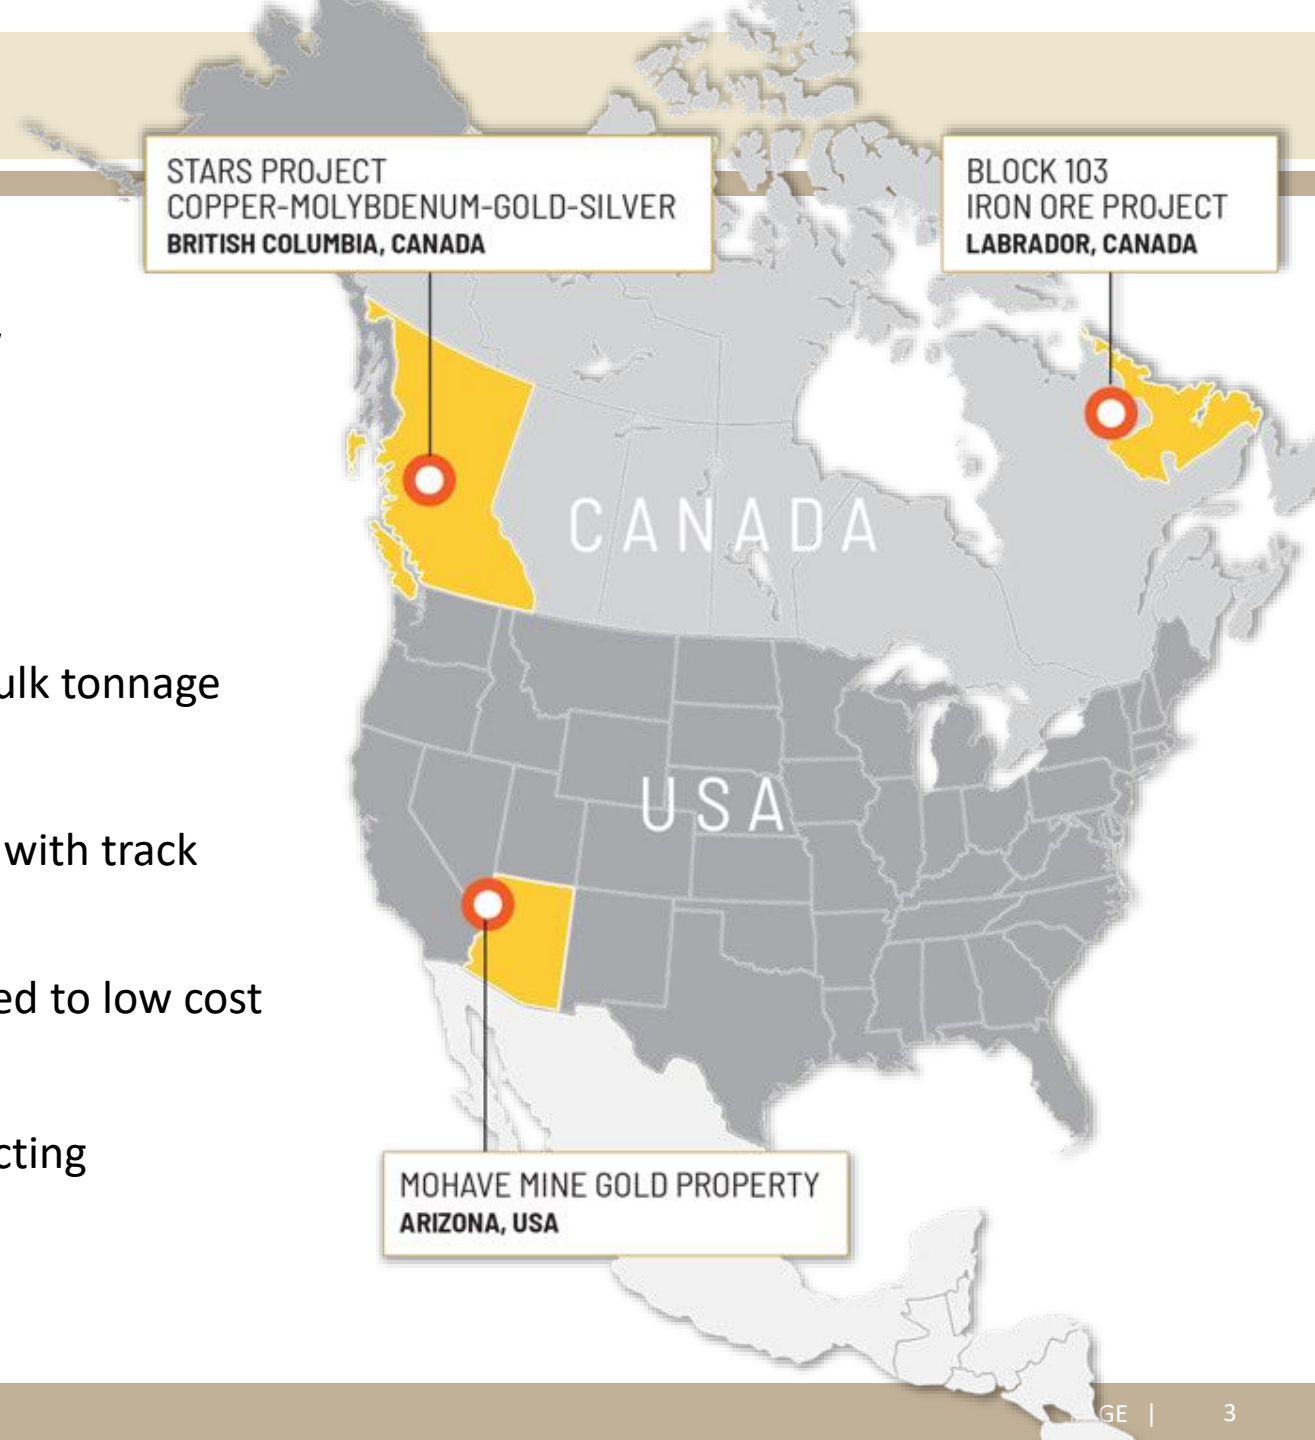 STARS PROJECT
COPPER-MOLYBDENUM-GOLD-SILVER
BRITISH COLUMBIA, CANADA
BLOCK 103
IRON ORE PROJECT
LABRADOR, CANADA
CANADA
ulk tonnage
USA
with track
ed to low cost
cting
MOHAVE MINE GOLD PROPERTY
ARIZONA, USA
GE | 3